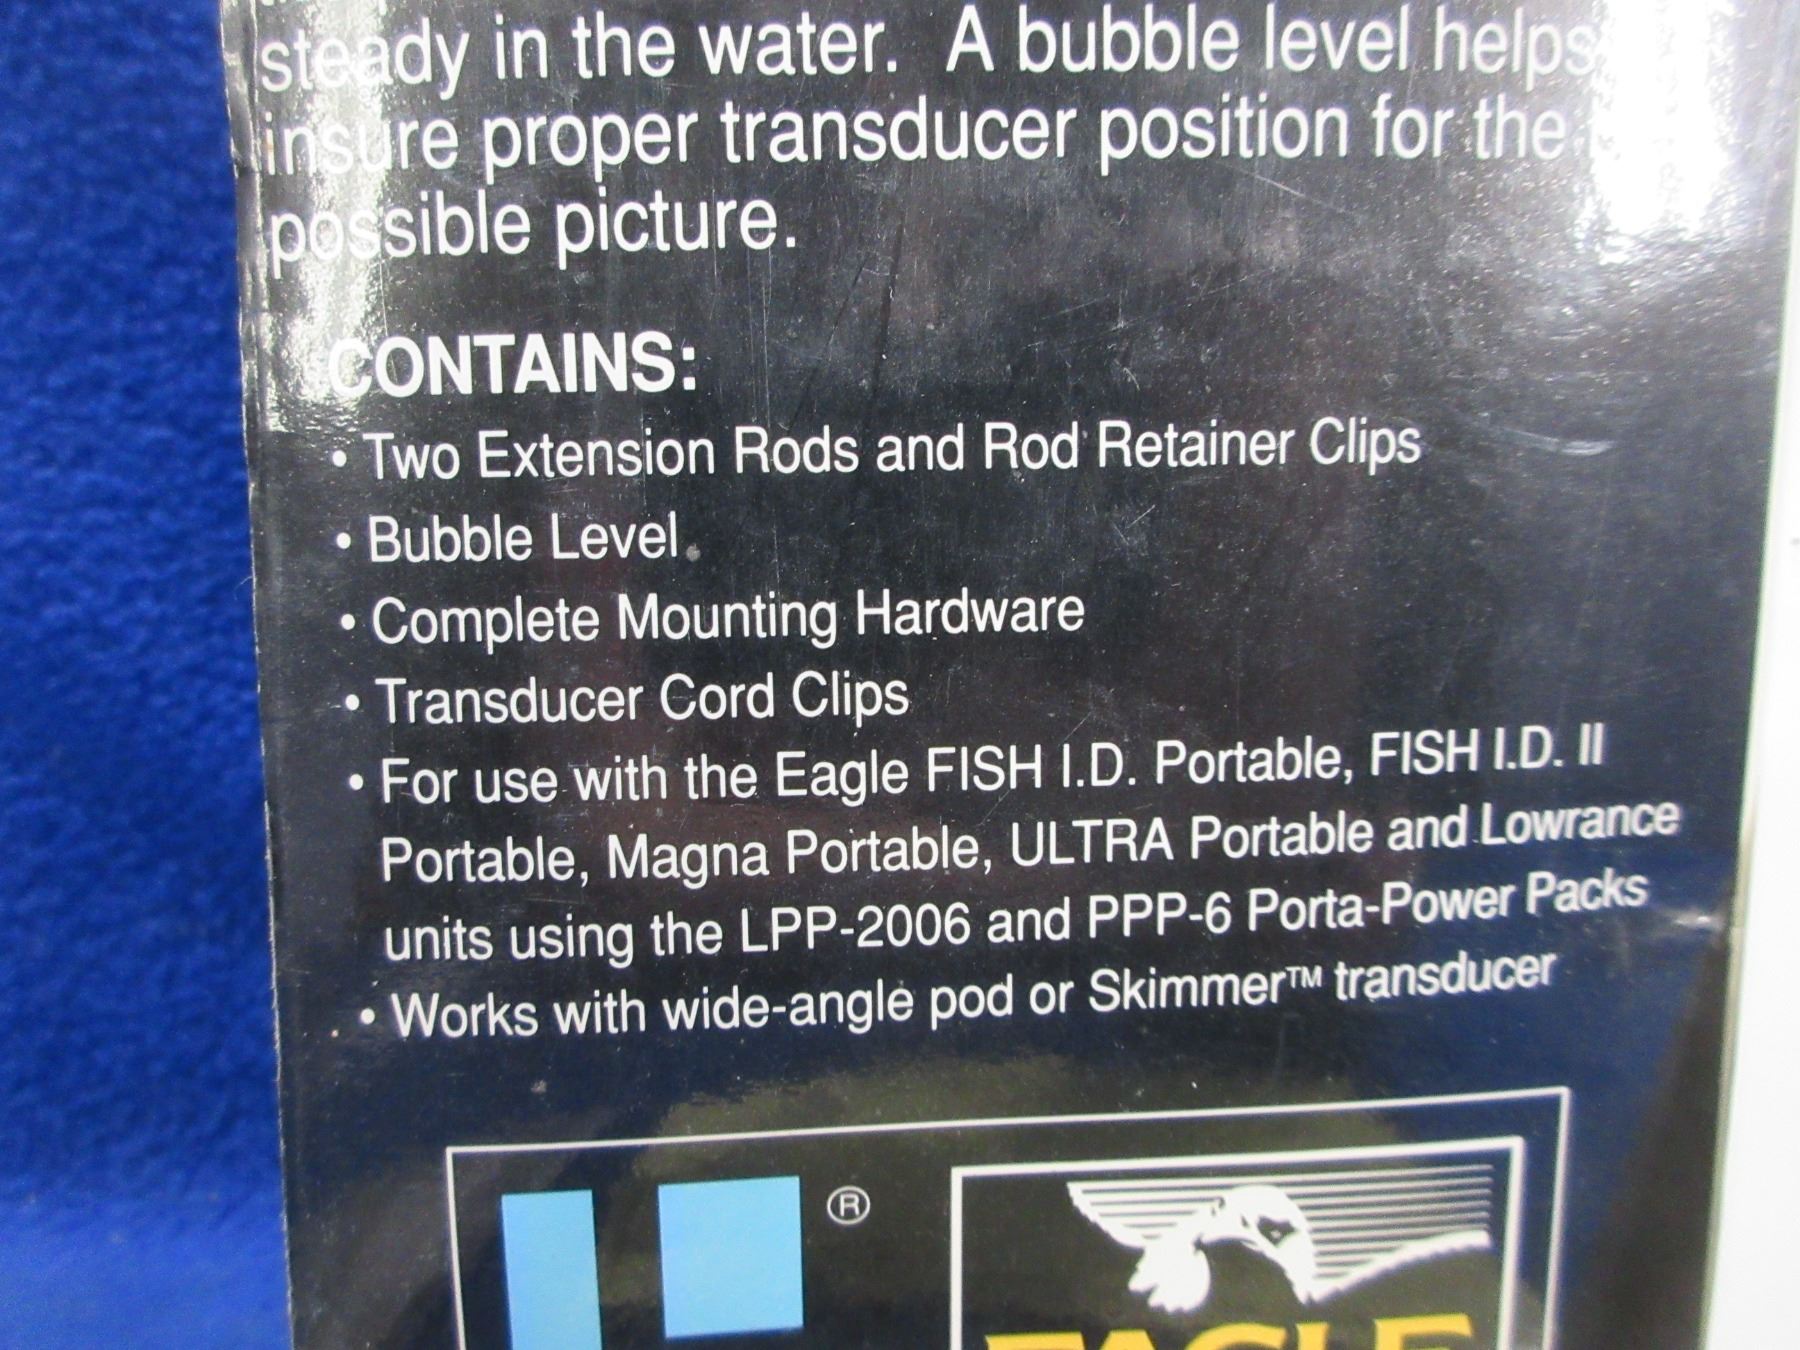 steady in the water. A bubble level helps
insure proper transducer position for the
possible picture.
CONTAINS:
• Two Extension Rods and Rod Retainer Clips
• Bubble Level
• Complete Mounting Hardware
• Transducer Cord Clips
• For use with the Eagle FISH I.D. Portable, FISH I.D. II
Portable, Magna Portable, ULTRA Portable and Lowrance
units using the LPP-2006 and PPP-6 Porta-Power Packs
• Works with wide-angle pod or Skimmer™ transducer
®
EAGLE